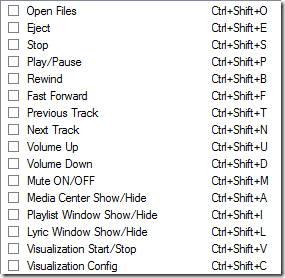 Open Files Ctrl+Shift+O
Eject Ctrl+Shift+E
Stop Ctrl+Shift+S
Play/Pause Ctrl+Shift+P
Rewind Ctrl+Shift+B
Fast Forward Ctrl+Shift+F
Previous Track Ctrl+Shift+T
Next Track Ctrl+Shift+N
Volume Up Ctrl+Shift+U
Volume Down Ctrl+Shift+D
Mute ON/OFF Ctrl+Shift+M
Media Center Show/Hide Ctrl+Shift+A
Playlist Window Show/Hide Ctrl+Shift+I
Lyric Window Show/Hide Ctrl+Shift+L
Visualization Start/Stop Ctrl+Shift+V
Visualization Config Ctrl+Shift+C